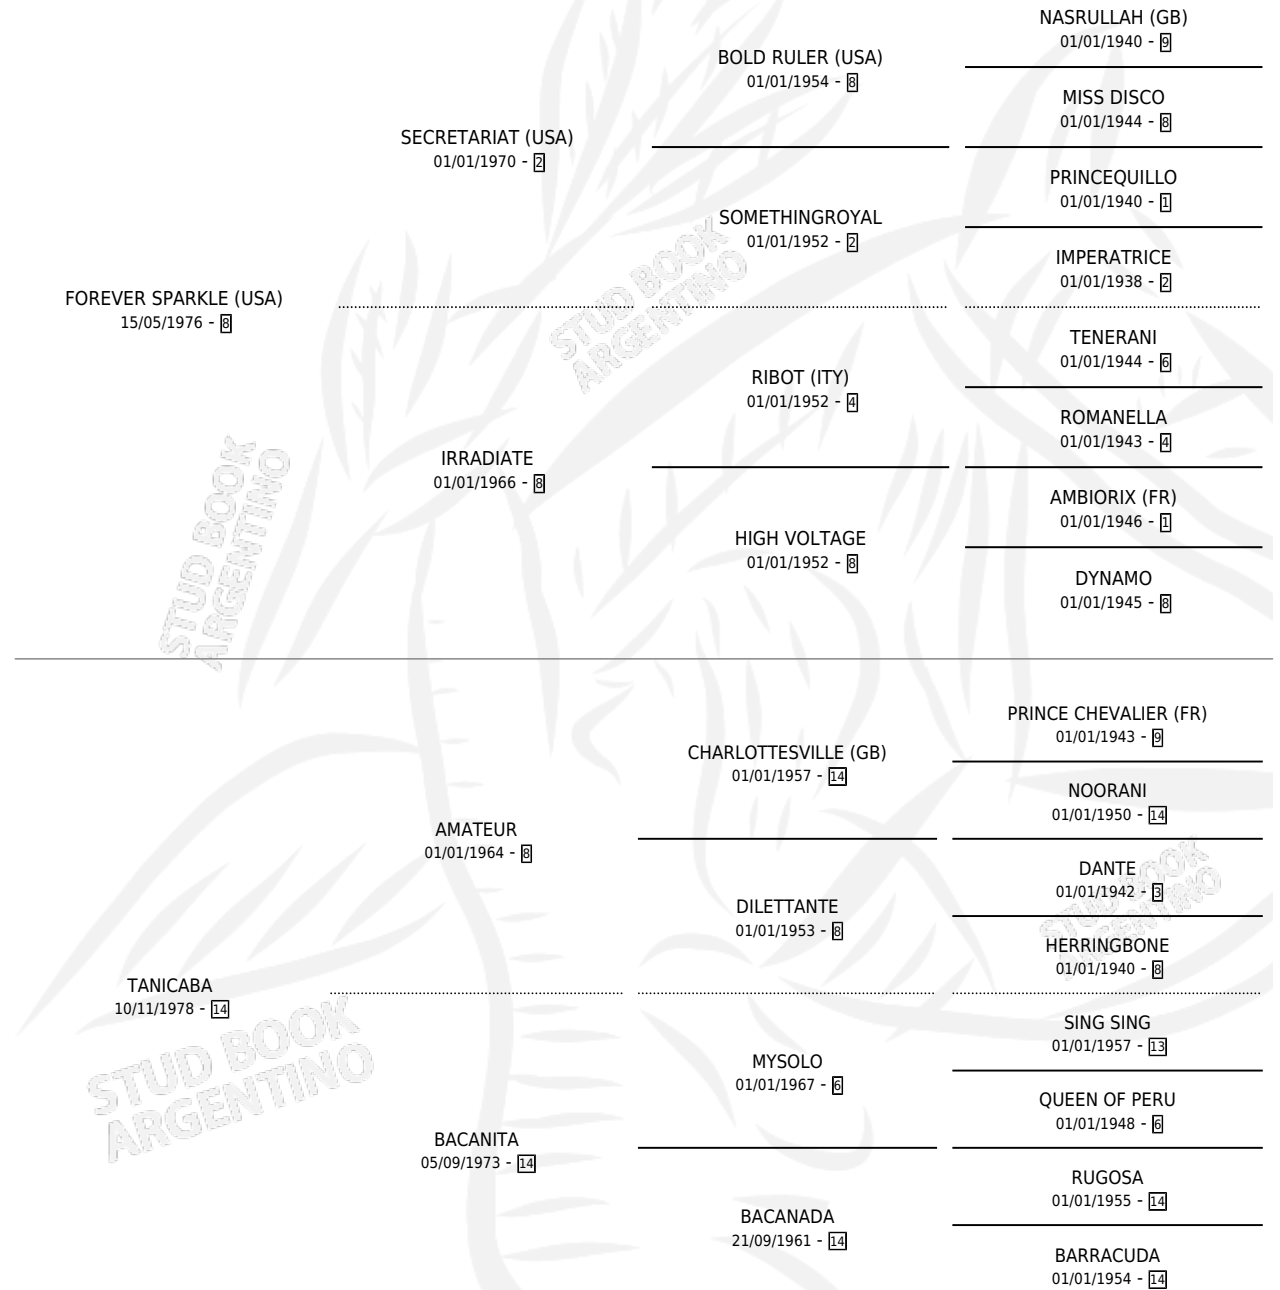 NASRULLAH (GB)
01/01/1940 - 9
BOLD RULER (USA)
01/01/1954 - 8
MISS DISCO
01/01/1944 - 8
SECRETARIAT (USA)
01/01/1970 - 2
PRINCEQUILLO
01/01/1940 - 1
SOMETHINGROYAL
01/01/1952 - 2
IMPERATRICE
01/01/1938 - 2
FOREVER SPARKLE (USA)
15/05/1976 - 8
STUD BOOK
ARGENTINO
TENERANI
01/01/1944 - 6
RIBOT (ITY)
01/01/1952 - 4
ROMANELLA
01/01/1943 - 4
IRRADIATE
01/01/1966 - 8
AMBIORIX (FR)
01/01/1946 - 1
HIGH VOLTAGE
01/01/1952 - 8
DYNAMO
01/01/1945 - 8
STUD BOOK
ARGENTINO
PRINCE CHEVALIER (FR)
01/01/1943 - 9
CHARLOTTESVILLE (GB)
01/01/1957 - 14
NOORANI
01/01/1950 - 14
AMATEUR
01/01/1964 - 8
DANTE
01/01/1942 - 3
DILETTANTE
01/01/1953 - 8
HERRINGBONE
01/01/1940 - 8
STUD BOOK
ARGENTINO
TANICABA
10/11/1978 - 14
STUD BOOK
ARGENTINO
SING SING
01/01/1957 - 13
MYSOLO
01/01/1967 - 6
QUEEN OF PERU
01/01/1948 - 6
BACANITA
05/09/1973 - 14
RUGOSA
01/01/1955 - 14
BACANADA
21/09/1961 - 14
BARRACUDA
01/01/1954 - 14